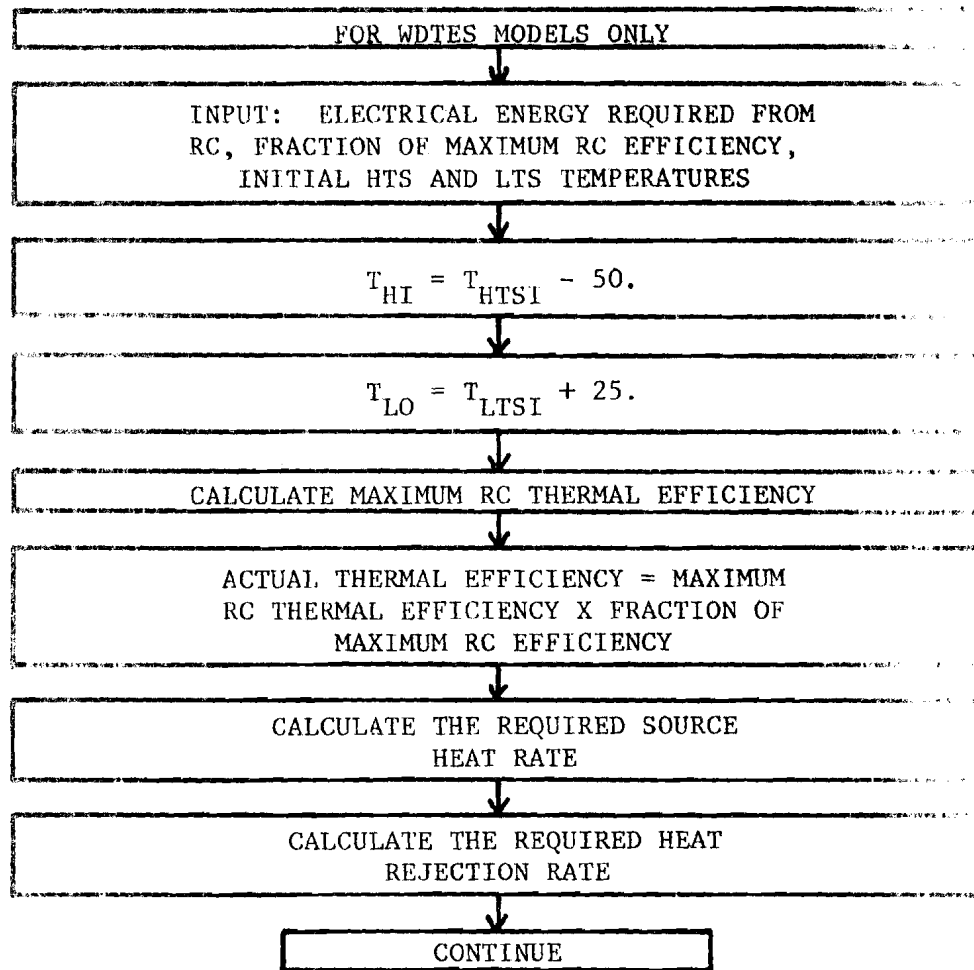 FOR WDTES MODELS ONLY
INPUT: ELECTRICAL ENERGY REQUIRED FROM
RC, FRACTION OF MAXIMUM RC EFFICIENCY,
INITIAL HTS AND LTS TEMPERATURES
T_HI = T_HTSI - 50.
T_LO = T_LTSI + 25.
CALCULATE MAXIMUM RC THERMAL EFFICIENCY
ACTUAL THERMAL EFFICIENCY = MAXIMUM
RC THERMAL EFFICIENCY X FRACTION OF
MAXIMUM RC EFFICIENCY
CALCULATE THE REQUIRED SOURCE
HEAT RATE
CALCULATE THE REQUIRED HEAT
REJECTION RATE
CONTINUE